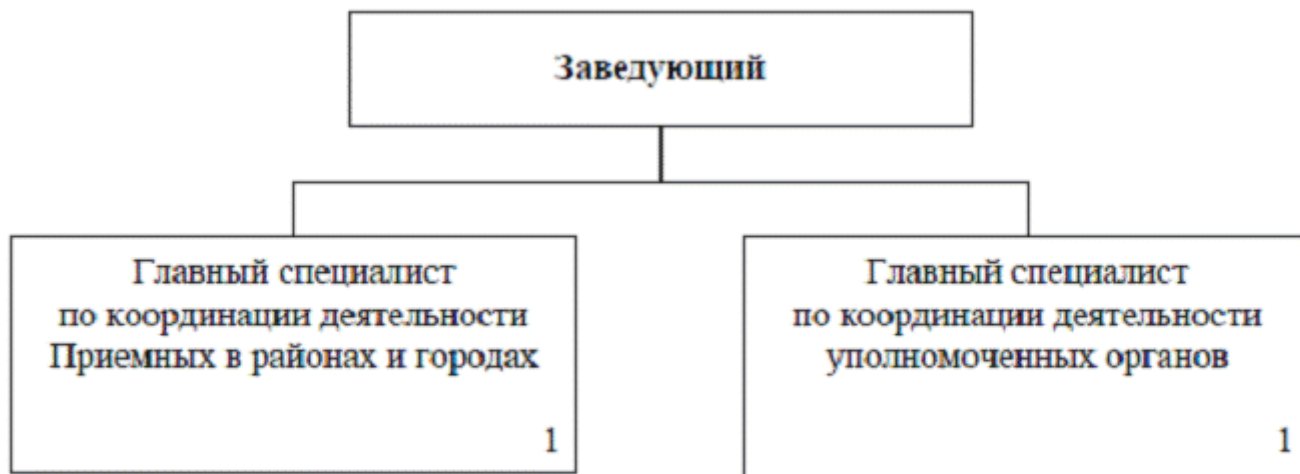 Заведующий
Главный специалист
по координации деятельности
Приемных в районах и городах
1
Главный специалист
по координации деятельности
уполномоченных органов
1